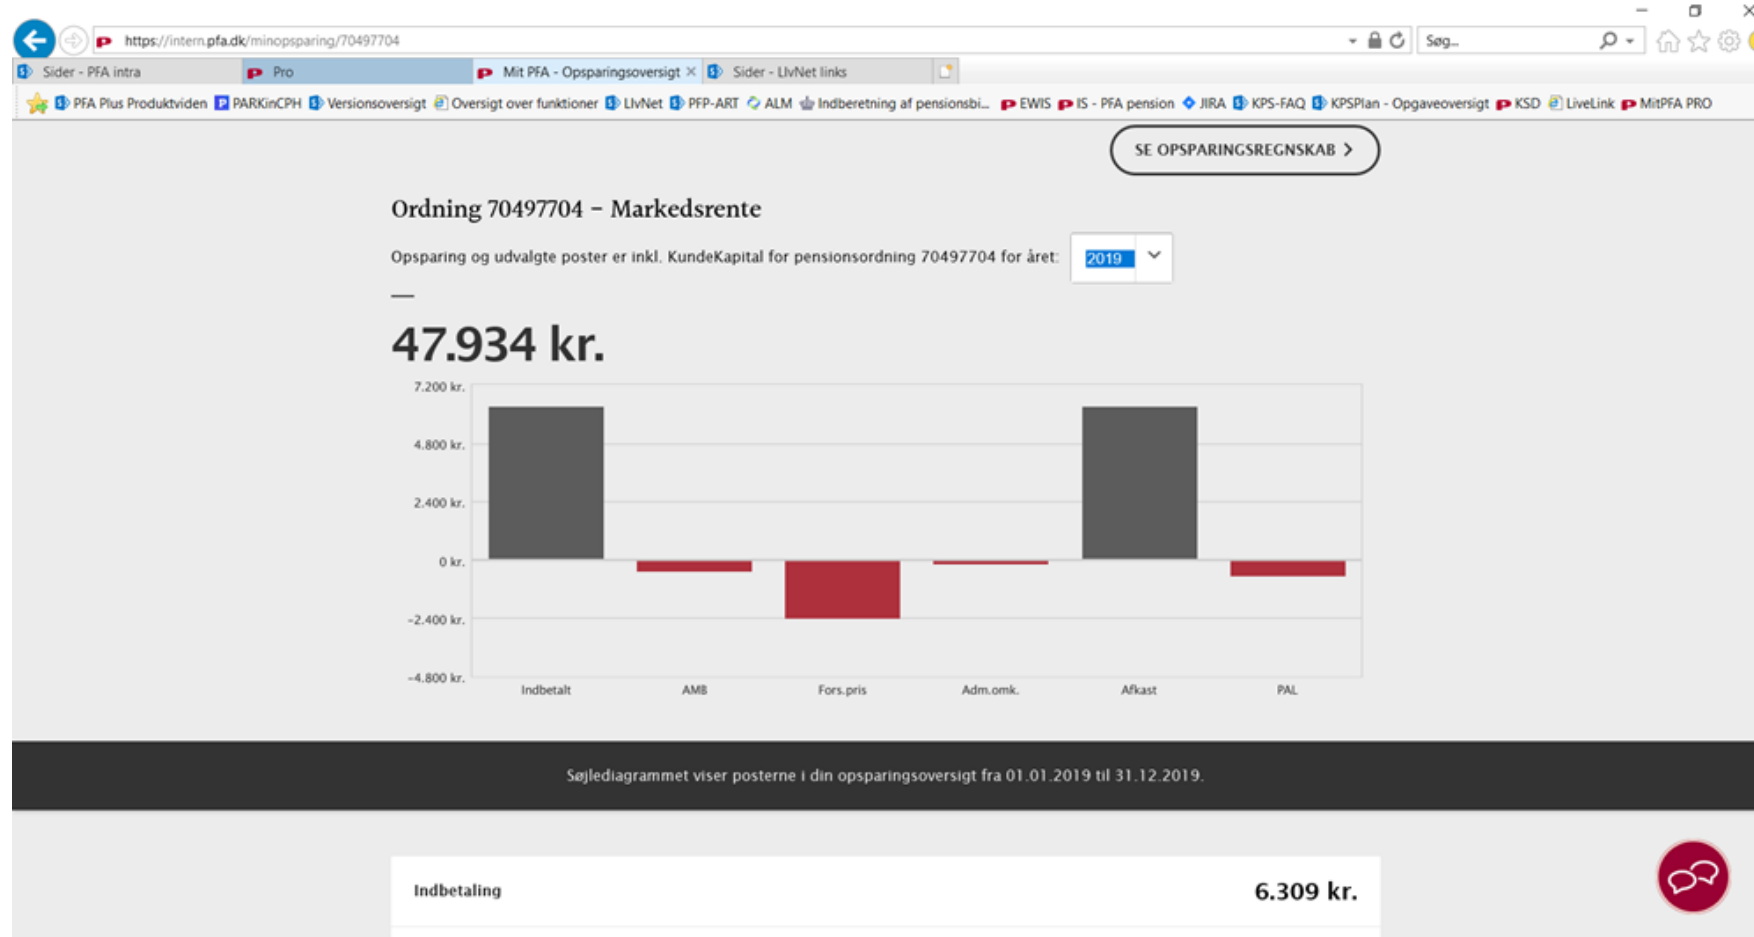 https://intern.pfa.dk/minopsparing/70497704
Søg...
Sider - PFA intra
Pro
Mit PFA - Opsparingsoversigt
Sider - LIvNet links
PFA Plus Produktviden PARKinCPH Versionsoversigt Oversigt over funktioner LIvNet PFP-ART ALM Indberetning af pensionsbi... EWIS IS - PFA pension JIRA KPS-FAQ KPSPlan - Opgaveoversigt KSD LiveLink MitPFA PRO
SE OPSPARINGSREGNSKAB
Ordning 70497704 – Markedsrente
Opsparing og udvalgte poster er inkl. KundeKapital for pensionsordning 70497704 for året: 2019
47.934 kr.
7.200 kr.
4.800 kr.
2.400 kr.
0 kr.
-2.400 kr.
-4.800 kr.
Indbetalt AMB Fors.pris Adm.omk. Afkast PAL
Søjlediagrammet viser posterne i din opsparingsoversigt fra 01.01.2019 til 31.12.2019.
Indbetaling 6.309 kr.